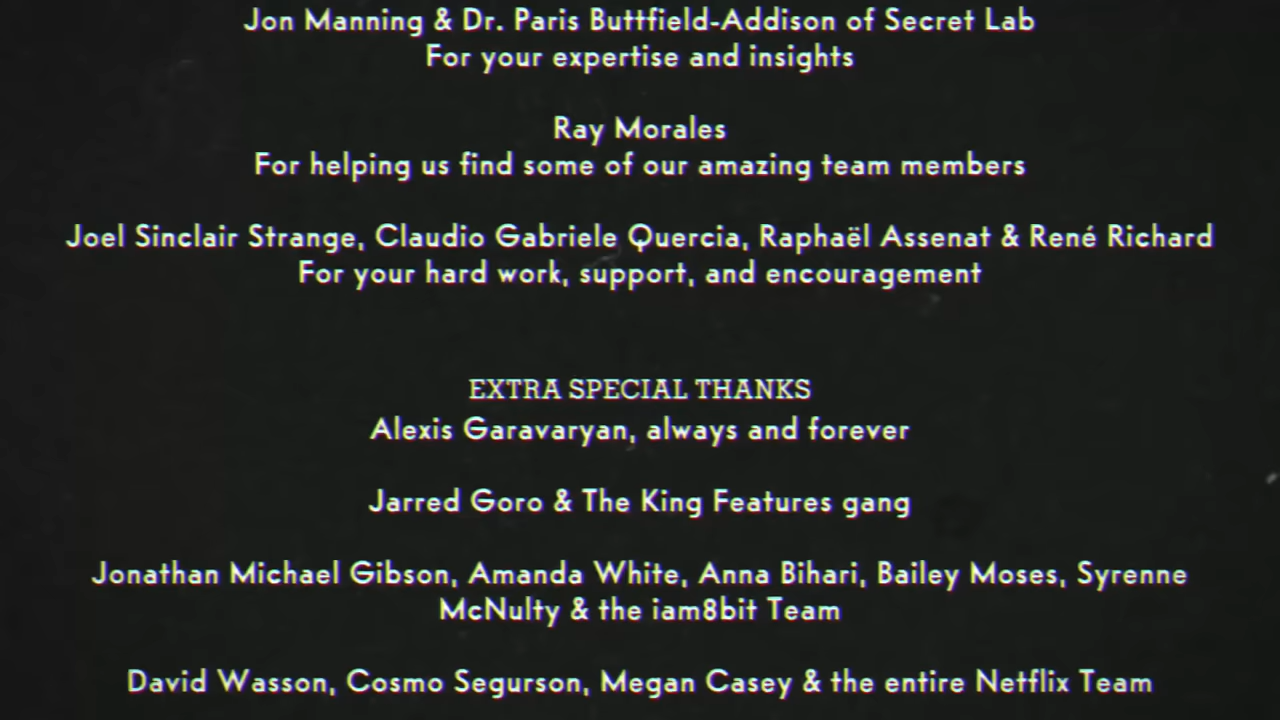 Jon Manning & Dr. Paris Buttfield-Addison of Secret Lab
For your expertise and insights
Ray Morales
For helping us find some of our amazing team members
Joel Sinclair Strange, Claudio Gabriele Quercia, Raphaël Assenat & René Richard
For your hard work, support, and encouragement
EXTRA SPECIAL THANKS
Alexis Garavaryan, always and forever
Jarred Goro & The King Features gang
Jonathan Michael Gibson, Amanda White, Anna Bihari, Bailey Moses, Syrenne
McNulty & the iam8bit Team
David Wasson, Cosmo Segurson, Megan Casey & the entire Netflix Team